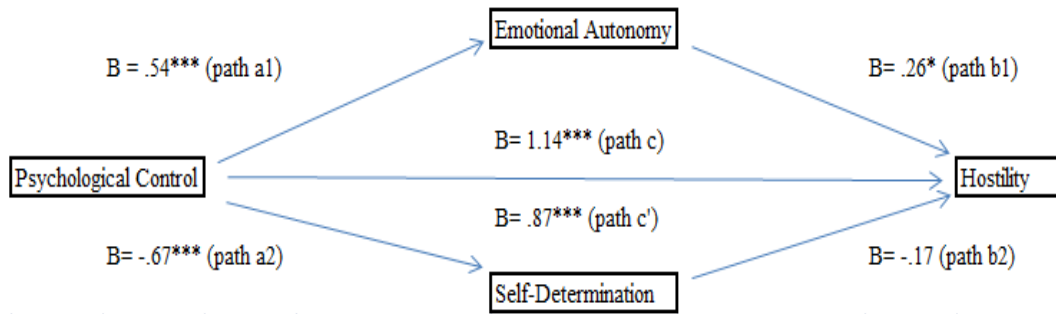 Emotional Autonomy
B = .54*** (path a1)
B= .26* (path b1)
B= 1.14*** (path c)
Psychological Control
Hostility
B= .87*** (path c')
B= -.67*** (path a2)
B= -.17 (path b2)
Self-Determination